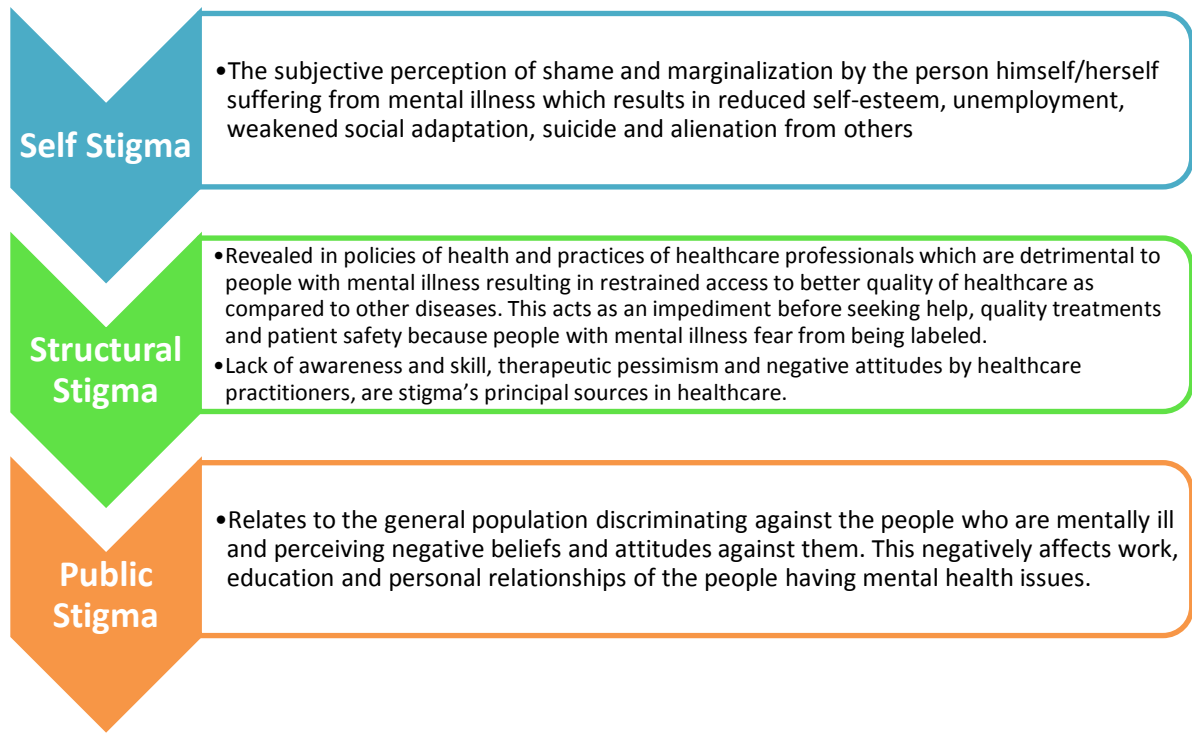 Self Stigma
•The subjective perception of shame and marginalization by the person himself/herself
suffering from mental illness which results in reduced self-esteem, unemployment,
weakened social adaptation, suicide and alienation from others
Structural
Stigma
•Revealed in policies of health and practices of healthcare professionals which are detrimental to
people with mental illness resulting in restrained access to better quality of healthcare as
compared to other diseases. This acts as an impediment before seeking help, quality treatments
and patient safety because people with mental illness fear from being labeled.
•Lack of awareness and skill, therapeutic pessimism and negative attitudes by healthcare
practitioners, are stigma’s principal sources in healthcare.
Public
Stigma
•Relates to the general population discriminating against the people who are mentally ill
and perceiving negative beliefs and attitudes against them. This negatively affects work,
education and personal relationships of the people having mental health issues.